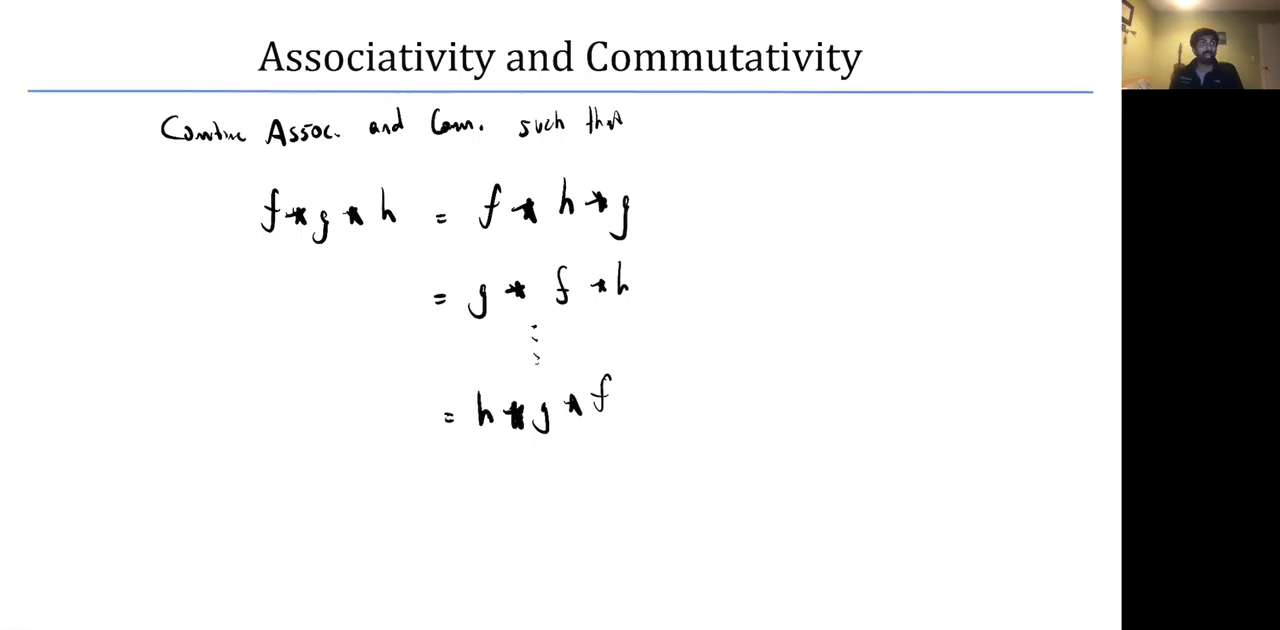 Associativity and Commutativity
Combine Assoc. and Com. such that
f * g * h = f * h * g
= g * f * h
⋮
= h * g * f